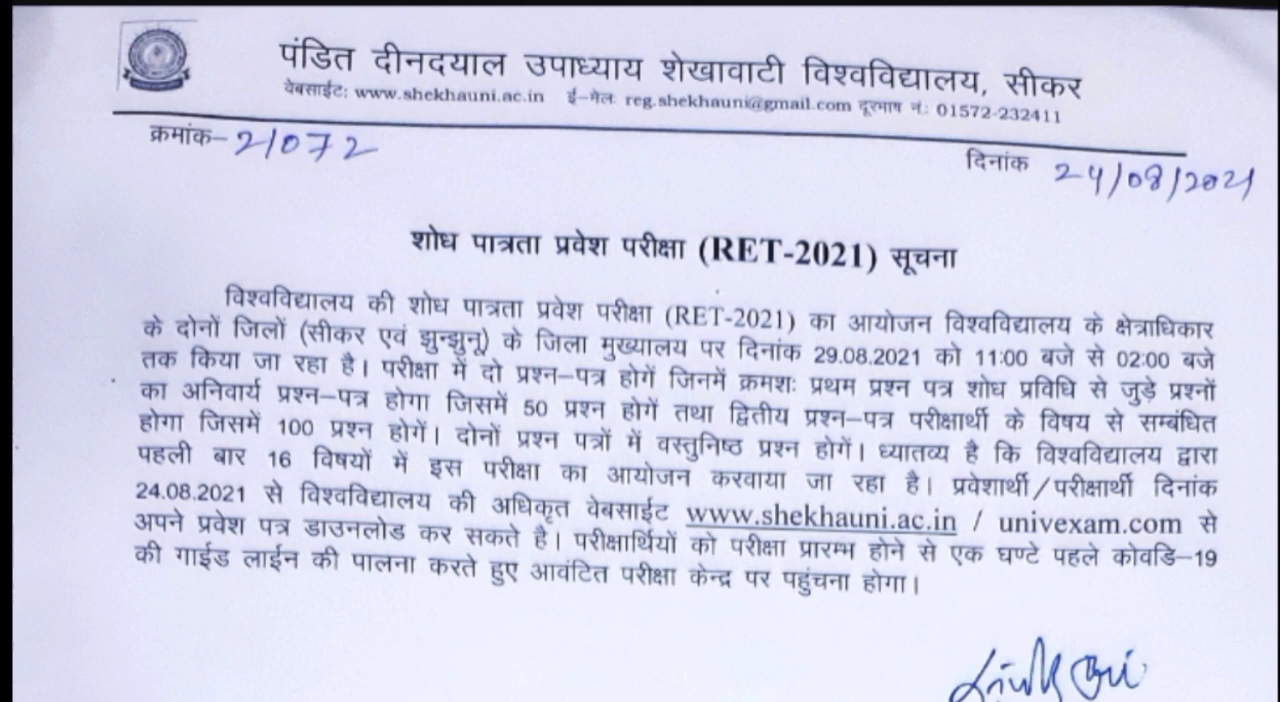 पंडित दीनदयाल उपाध्याय शेखावाटी विश्वविद्यालय, सीकर
वेबसाईटः www.shekhauni.ac.in ई-मेलः reg.shekhauni@gmail.com दूरभाष नं.: 01572-232411
क्रमांक- 21072
दिनांक 24/08/2021
शोध पात्रता प्रवेश परीक्षा (RET-2021) सूचना
विश्वविद्यालय की शोध पात्रता प्रवेश परीक्षा (RET-2021) का आयोजन विश्वविद्यालय के क्षेत्राधिकार
के दोनों जिलों (सीकर एवं झुन्झुनू) के जिला मुख्यालय पर दिनांक 29.08.2021 को 11:00 बजे से 02:00 बजे
तक किया जा रहा है। परीक्षा में दो प्रश्न-पत्र होगें जिनमें क्रमशः प्रथम प्रश्न पत्र शोध प्रविधि से जुड़े प्रश्नों
का अनिवार्य प्रश्न-पत्र होगा जिसमें 50 प्रश्न होगें तथा द्वितीय प्रश्न-पत्र परीक्षार्थी के विषय से सम्बंधित
होगा जिसमें 100 प्रश्न होगें। दोनों प्रश्न पत्रों में वस्तुनिष्ठ प्रश्न होगें। ध्यातव्य है कि विश्वविद्यालय द्वारा
पहली बार 16 विषयों में इस परीक्षा का आयोजन करवाया जा रहा है। प्रवेशार्थी/परीक्षार्थी दिनांक
24.08.2021 से विश्वविद्यालय की अधिकृत वेबसाईट www.shekhauni.ac.in / univexam.com से
अपने प्रवेश पत्र डाउनलोड कर सकते है। परीक्षार्थियों को परीक्षा प्रारम्भ होने से एक घण्टे पहले कोवडि-19
की गाईड लाईन की पालना करते हुए आवंटित परीक्षा केन्द्र पर पहुंचना होगा।